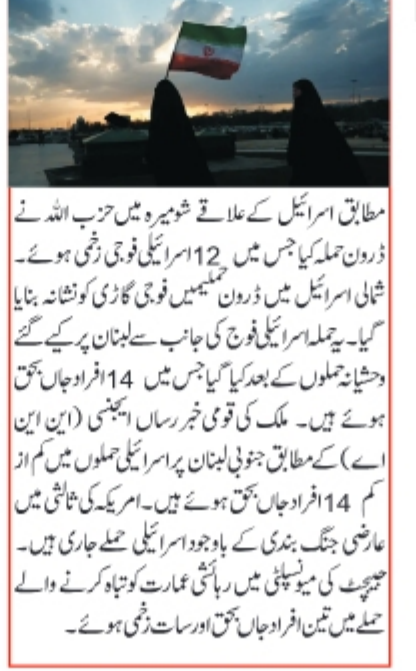 مطابق اسرائیل کے علاقے شومیرہ میں حزب اللہ نے
ڈرون حملہ کیا جس میں 12 اسرائیلی فوجی زخمی ہوئے۔
شمالی اسرائیل میں ڈرون حملیمیں فوجی گاڑی کو نشانہ بنایا
گیا۔ یہ حملہ اسرائیلی فوج کی جانب سے لبنان پر کیے گئے
وحشیانہ حملوں کے بعد کیا گیا جس میں 14 افراد جاں بحق
ہوئے ہیں۔ ملک کی قومی خبر رساں ایجنسی (این این
اے) کے مطابق جنوبی لبنان پر اسرائیلی حملوں میں کم از
کم 14 افراد جاں بحق ہوئے ہیں۔ امریکہ کی ثالثی میں
عارضی جنگ بندی کے باوجود اسرائیلی حملے جاری ہیں۔
جیبچٹ کی میونسپلٹی میں رہائشی عمارت کو تباہ کرنے والے
حملے میں تین افراد جاں بحق اور سات زخمی ہوئے۔